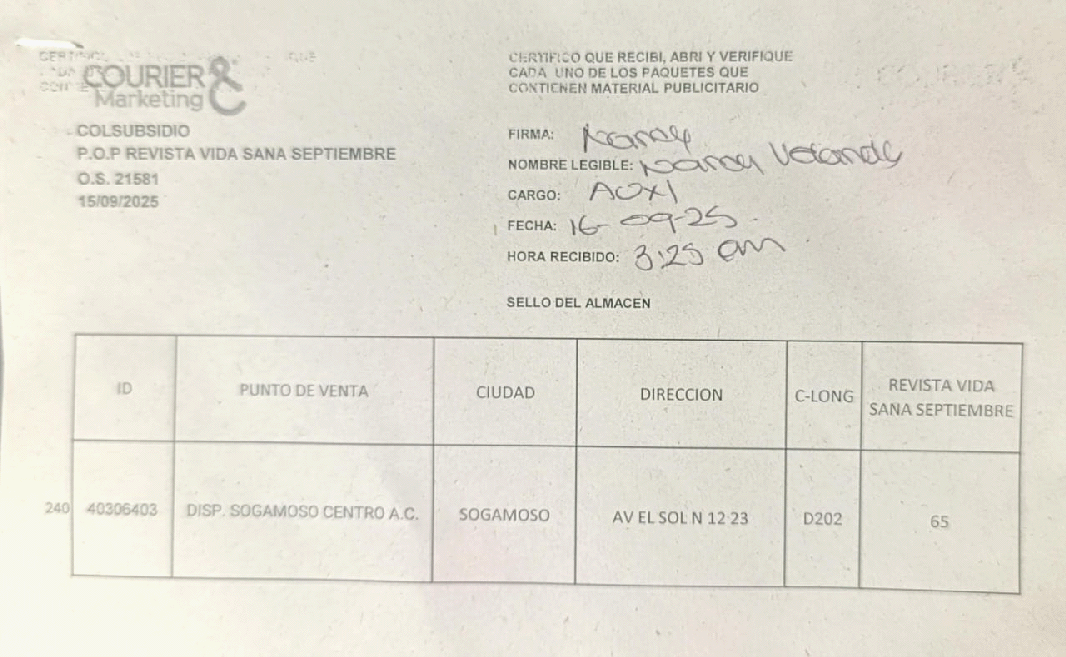 COURIER &
Marketing
COLSUBSIDIO
P.O.P REVISTA VIDA SANA SEPTIEMBRE
O.S. 21581
15/09/2025
CERTIFICO QUE RECIBI, ABRI Y VERIFIQUE
CADA UNO DE LOS PAQUETES QUE
CONTIENEN MATERIAL PUBLICITARIO
FIRMA:
NOMBRE LEGIBLE:
CARGO: AUXI
FECHA: 16-09-25.
HORA RECIBIDO: 3:25 am
SELLO DEL ALMACEN
ID PUNTO DE VENTA CIUDAD DIRECCION C-LONG REVISTA VIDA SANA SEPTIEMBRE
240 40306403 DISP. SOGAMOSO CENTRO A.C. SOGAMOSO AV EL SOL N 12 23 D202 65